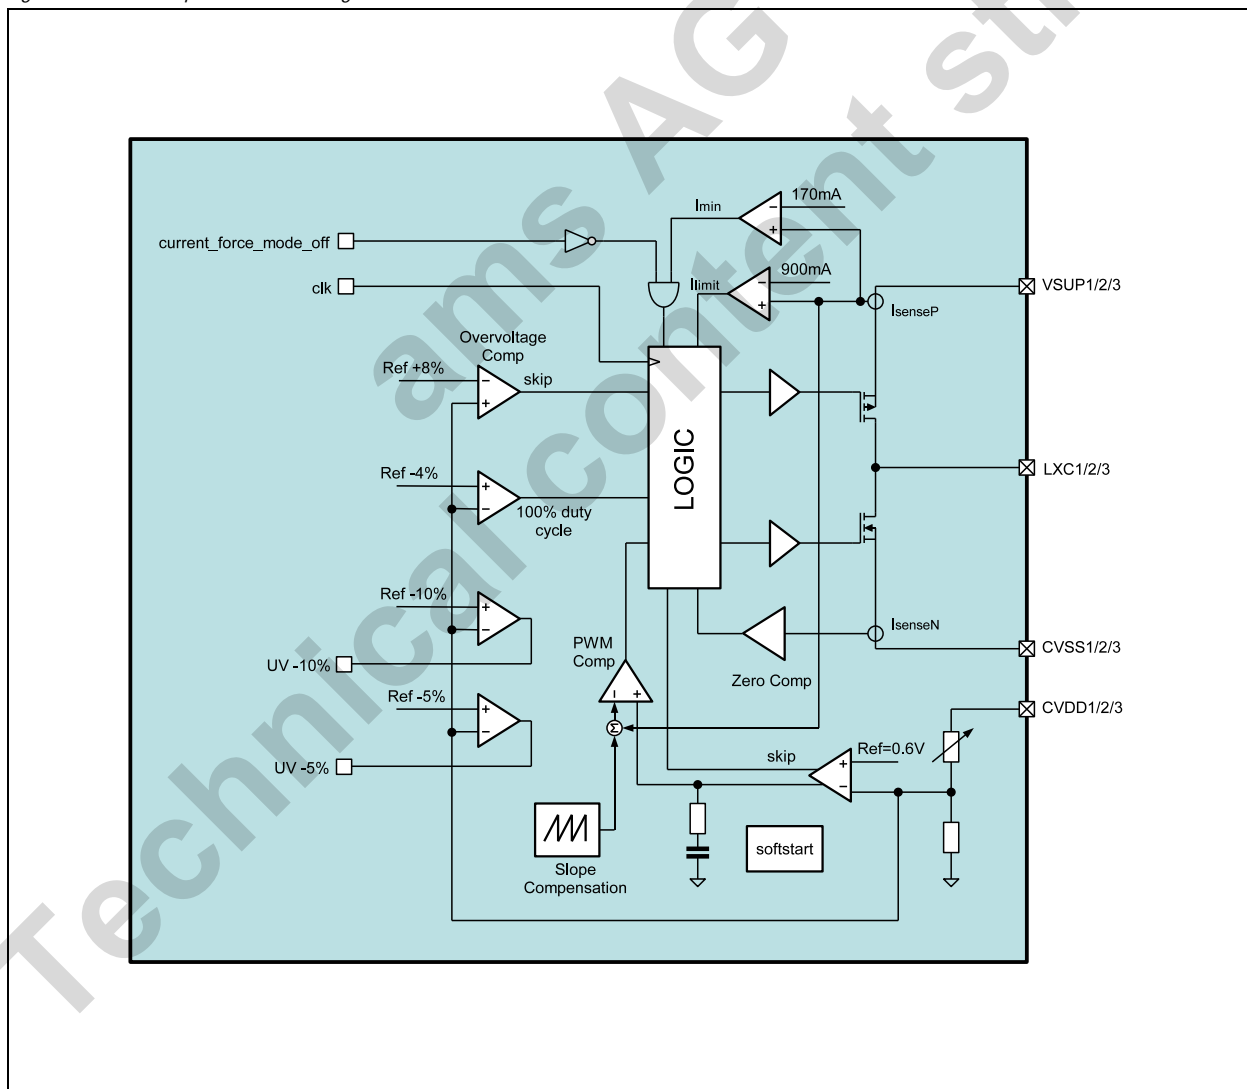 170mA
Imin
current_force_mode_off
900mA
clk
Ilimit
IsenseP
VSUP1/2/3
Overvoltage
Comp
Ref +8%
skip
− +
LOGIC
Ref -4%
100% duty
cycle
LXC1/2/3
Ref -10%
UV -10%
PWM
Comp
IsenseN
CVSS1/2/3
Zero Comp
Ref -5%
UV -5%
Σ
CVDD1/2/3
skip
Ref=0.6V
Slope
Compensation
softstart
ams AG
Technical content